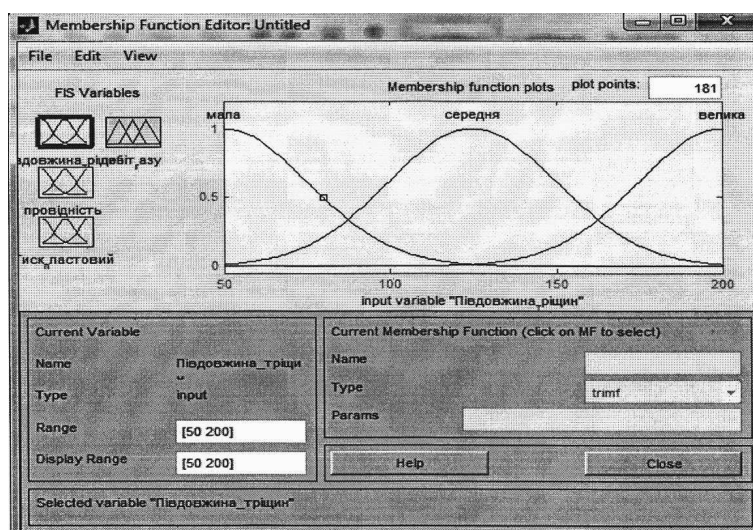 Membership Function Editor: Untitled
File Edit View
FIS Variables
Membership function plots plot points: 181
мала середня велика
1
0.5
0
50 100 150 200
input variable "Півдовжина_тріщин"
провідність
Current Variable
Name Півдовжина_тріщи
Type input
Range [50 200]
Display Range [50 200]
Current Membership Function (click on MF to select)
Name
Type trimf
Params
Help Close
Selected variable "Півдовжина_тріщин"